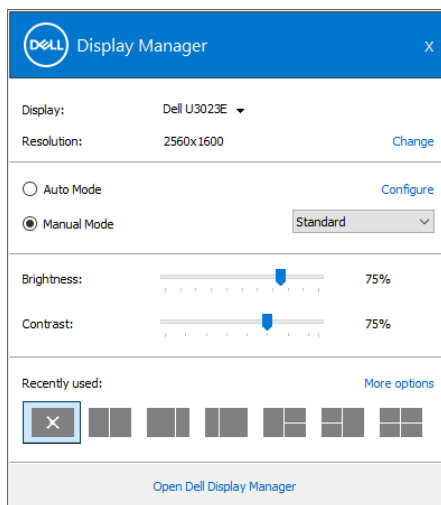 DELL Display Manager X
Display: Dell U3023E
Resolution: 2560x1600 Change
Auto Mode Configure
Manual Mode Standard
Brightness: 75%
Contrast: 75%
Recently used: More options
Open Dell Display Manager